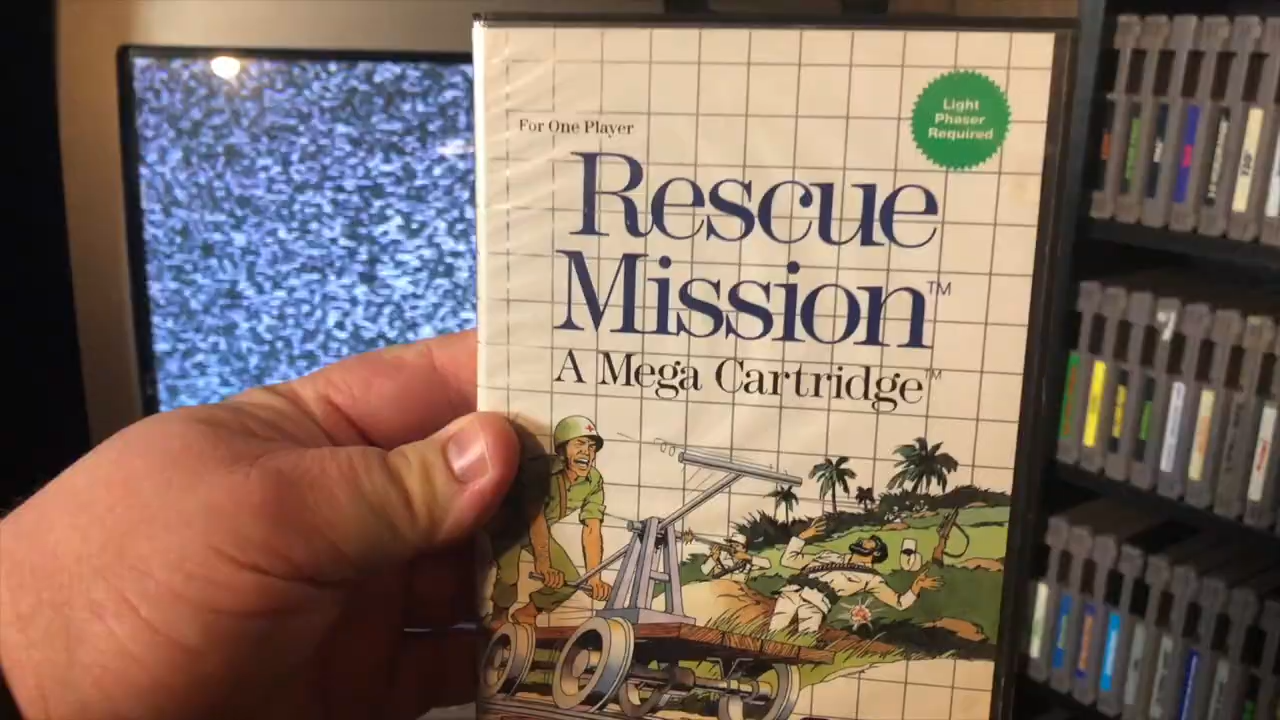 For One Player
Light
Phaser
Required
Rescue
Mission™
A Mega Cartridge™